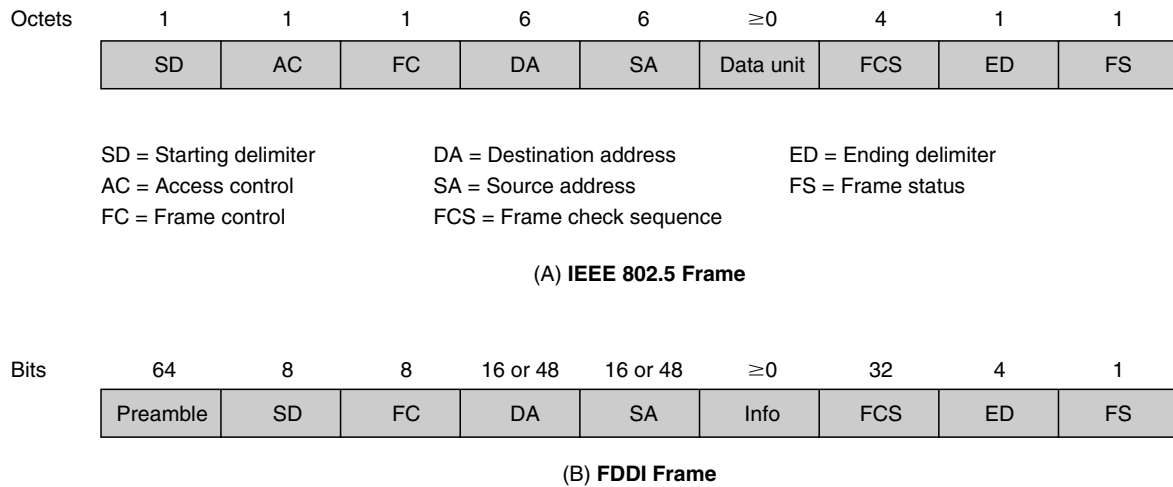 Octets 1 1 1 6 6 ≥0 4 1 1
SD AC FC DA SA Data unit FCS ED FS
SD = Starting delimiter DA = Destination address ED = Ending delimiter
AC = Access control SA = Source address FS = Frame status
FC = Frame control FCS = Frame check sequence
(A) IEEE 802.5 Frame
Bits 64 8 8 16 or 48 16 or 48 ≥0 32 4 1
Preamble SD FC DA SA Info FCS ED FS
(B) FDDI Frame